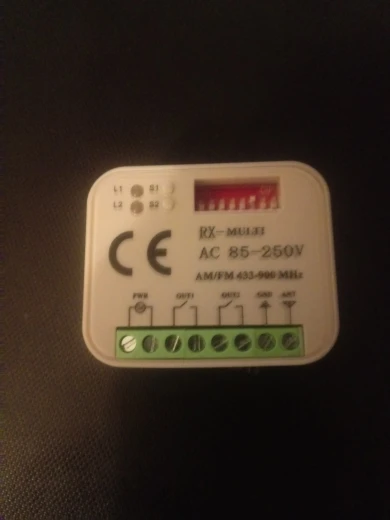 L1 S1
L2 S2
CE
RX-MULTI
AC 85-250V
AM/FM 433-900 MHz
PWR OUT1 OUT2 GND ANT